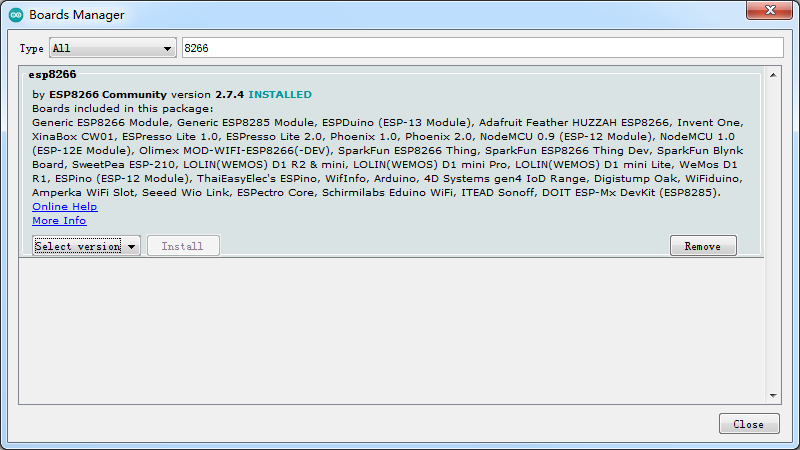 Boards Manager
Type All 8266
esp8266
by ESP8266 Community version 2.7.4 INSTALLED
Boards included in this package:
Generic ESP8266 Module, Generic ESP8285 Module, ESPDuino (ESP-13 Module), Adafruit Feather HUZZAH ESP8266, Invent One,
XinaBox CW01, ESPresso Lite 1.0, ESPresso Lite 2.0, Phoenix 1.0, Phoenix 2.0, NodeMCU 0.9 (ESP-12 Module), NodeMCU 1.0
(ESP-12E Module), Olimex MOD-WIFI-ESP8266(-DEV), SparkFun ESP8266 Thing, SparkFun ESP8266 Thing Dev, SparkFun Blynk
Board, SweetPea ESP-210, LOLIN(WEMOS) D1 R2 & mini, LOLIN(WEMOS) D1 mini Pro, LOLIN(WEMOS) D1 mini Lite, WeMos D1
R1, ESPino (ESP-12 Module), ThaiEasyElec's ESPino, WifInfo, Arduino, 4D Systems gen4 IoD Range, Digistump Oak, WiFiduino,
Amperka WiFi Slot, Seeed Wio Link, ESPectro Core, Schirmilabs Eduino WiFi, ITEAD Sonoff, DOIT ESP-Mx DevKit (ESP8285).
Online Help
More Info
Select version Install Remove
Close